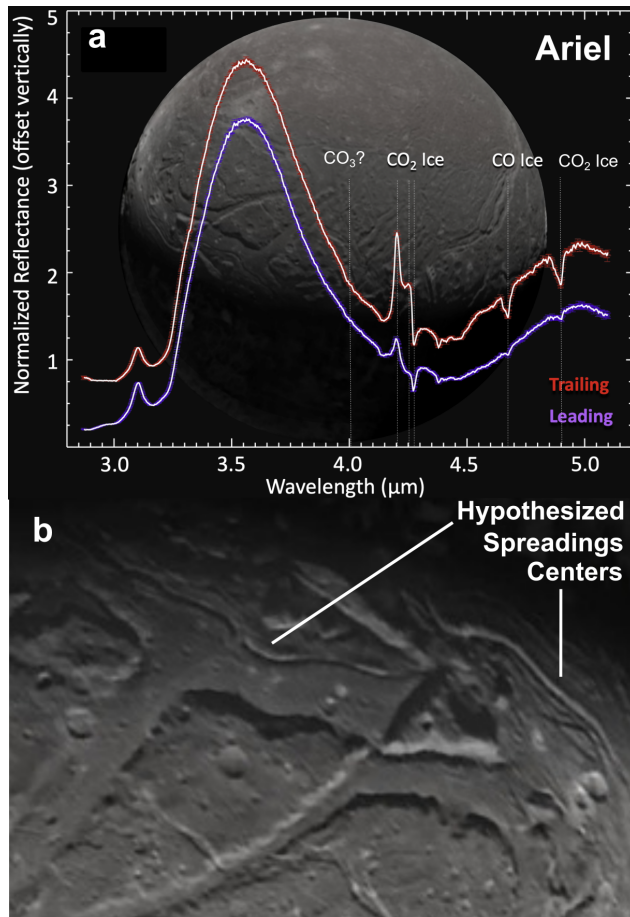 a
Ariel
5
4
3
2
1
Normalized Reflectance (offset vertically)
CO₃?
CO₂ Ice
CO Ice
CO₂ Ice
Trailing
Leading
3.0 3.5 4.0 4.5 5.0
Wavelength (µm)
b
Hypothesized
Spreadings
Centers